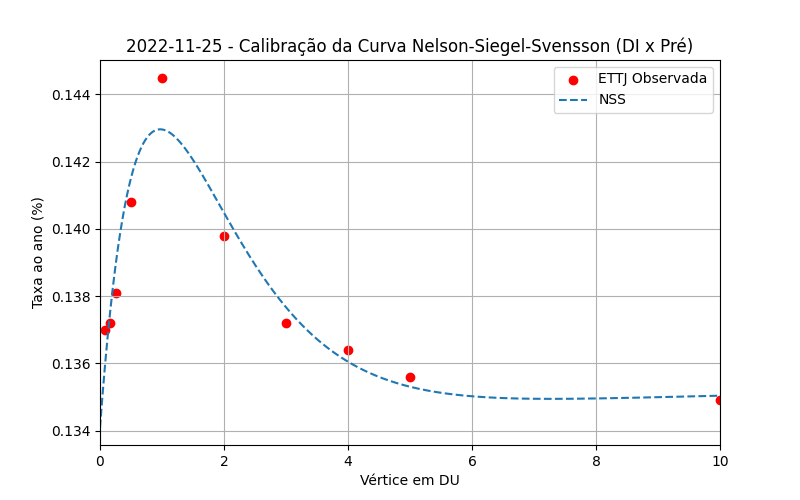 2022-11-25 - Calibração da Curva Nelson-Siegel-Svensson (DI x Pré)
ETTJ Observada
NSS
Taxa ao ano (%)
0.144
0.142
0.140
0.138
0.136
0.134
0 2 4 6 8 10
Vértice em DU